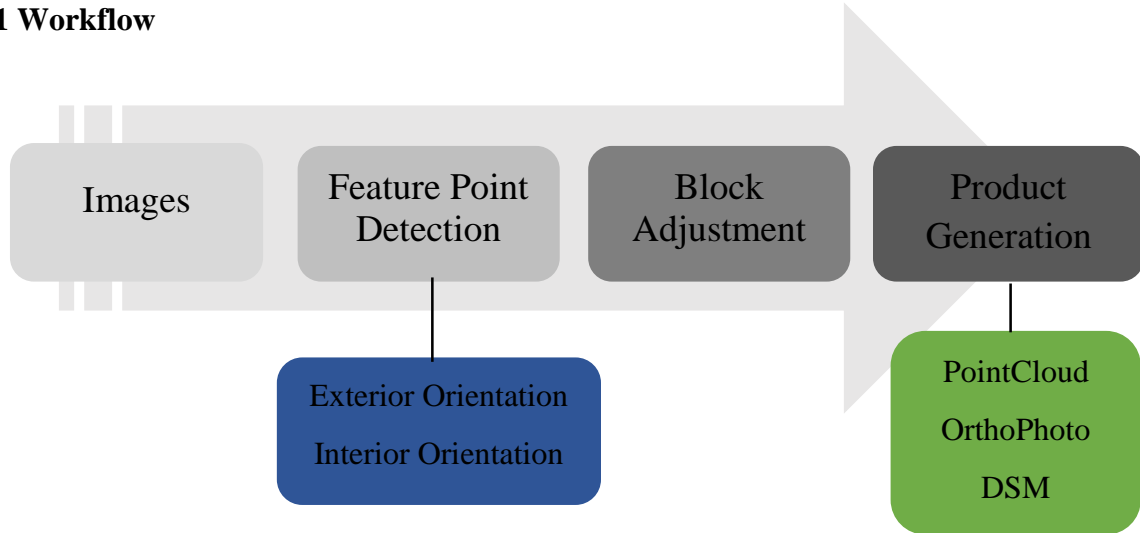 1 Workflow
Images
Feature Point
Detection
Block
Adjustment
Product
Generation
Exterior Orientation
Interior Orientation
PointCloud
OrthoPhoto
DSM